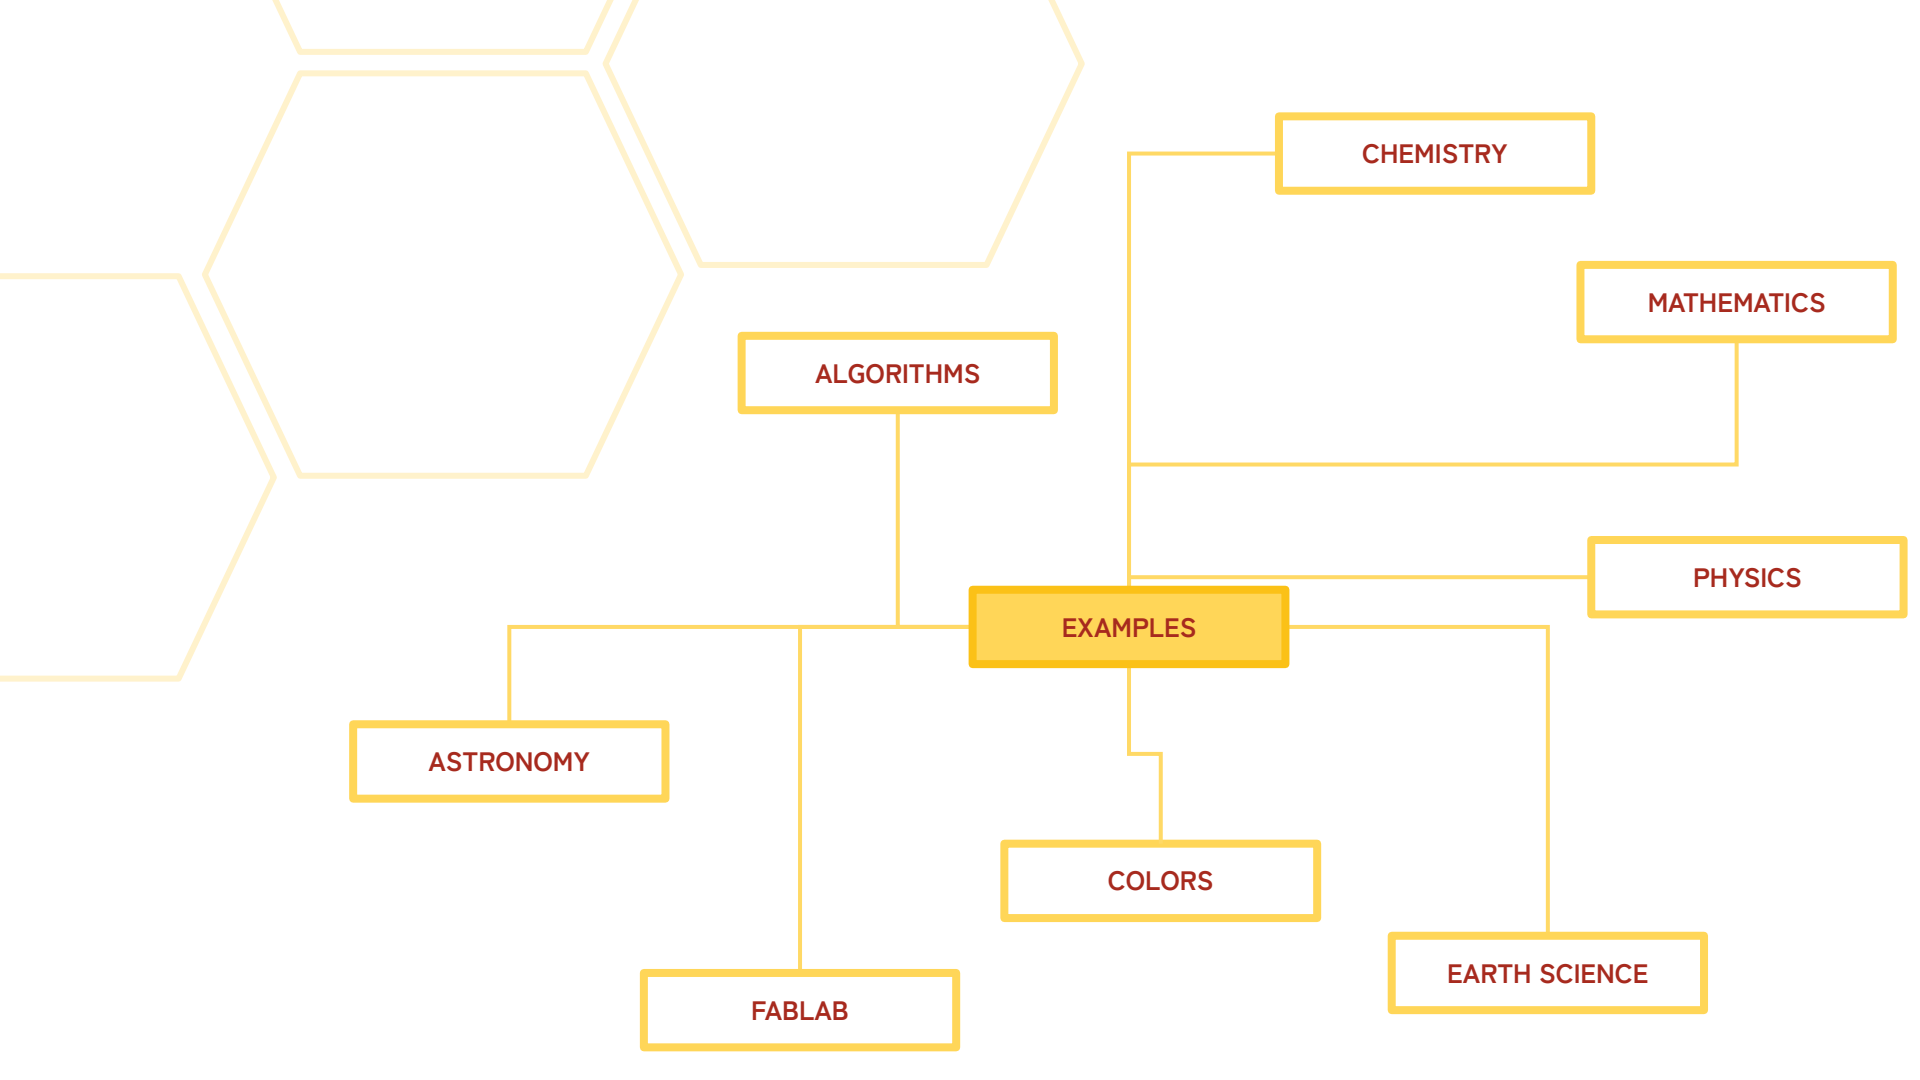 CHEMISTRY
MATHEMATICS
ALGORITHMS
PHYSICS
EXAMPLES
ASTRONOMY
COLORS
EARTH SCIENCE
FABLAB